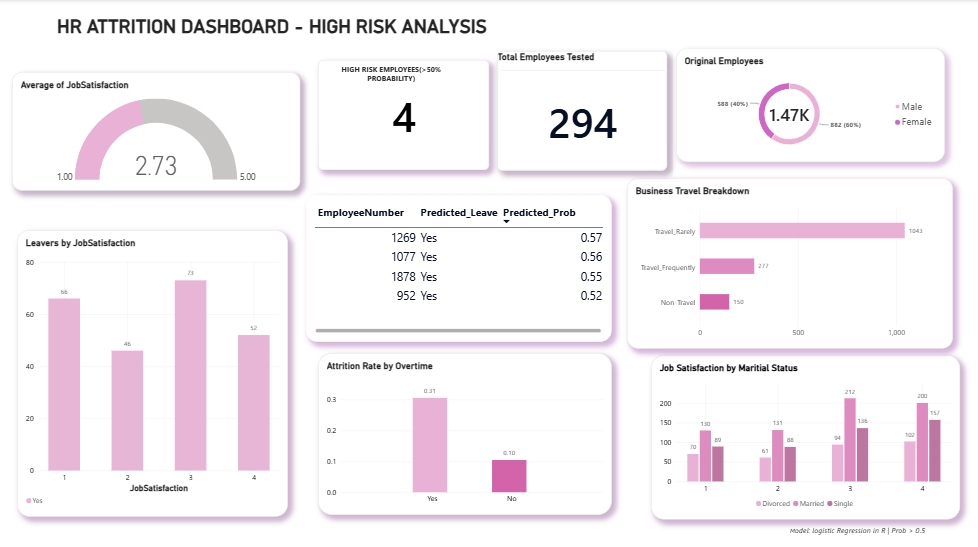 HR ATTRITION DASHBOARD - HIGH RISK ANALYSIS
Average of JobSatisfaction
2.73
1.00
5.00
HIGH RISK EMPLOYEES(>50%
PROBABILITY)
4
Total Employees Tested
294
Original Employees
588 (40%)
1.47K
882 (60%)
Male
Female
Leavers by JobSatisfaction
80
60
40
20
0
66
46
73
52
1 2 3 4
JobSatisfaction
Yes
EmployeeNumber Predicted_Leave Predicted_Prob
1269 Yes 0.57
1077 Yes 0.56
1878 Yes 0.55
952 Yes 0.52
Business Travel Breakdown
Travel_Rarely 1043
Travel_Frequently 277
Non-Travel 150
0 500 1,000
Attrition Rate by Overtime
0.3
0.2
0.1
0.0
0.31
0.10
Yes No
Job Satisfaction by Maritial Status
200
150
100
50
0
70 130 89
61 131 88
94 212 136
102 200 157
1 2 3 4
Divorced Married Single
Model: logistic Regression in R | Prob > 0.5